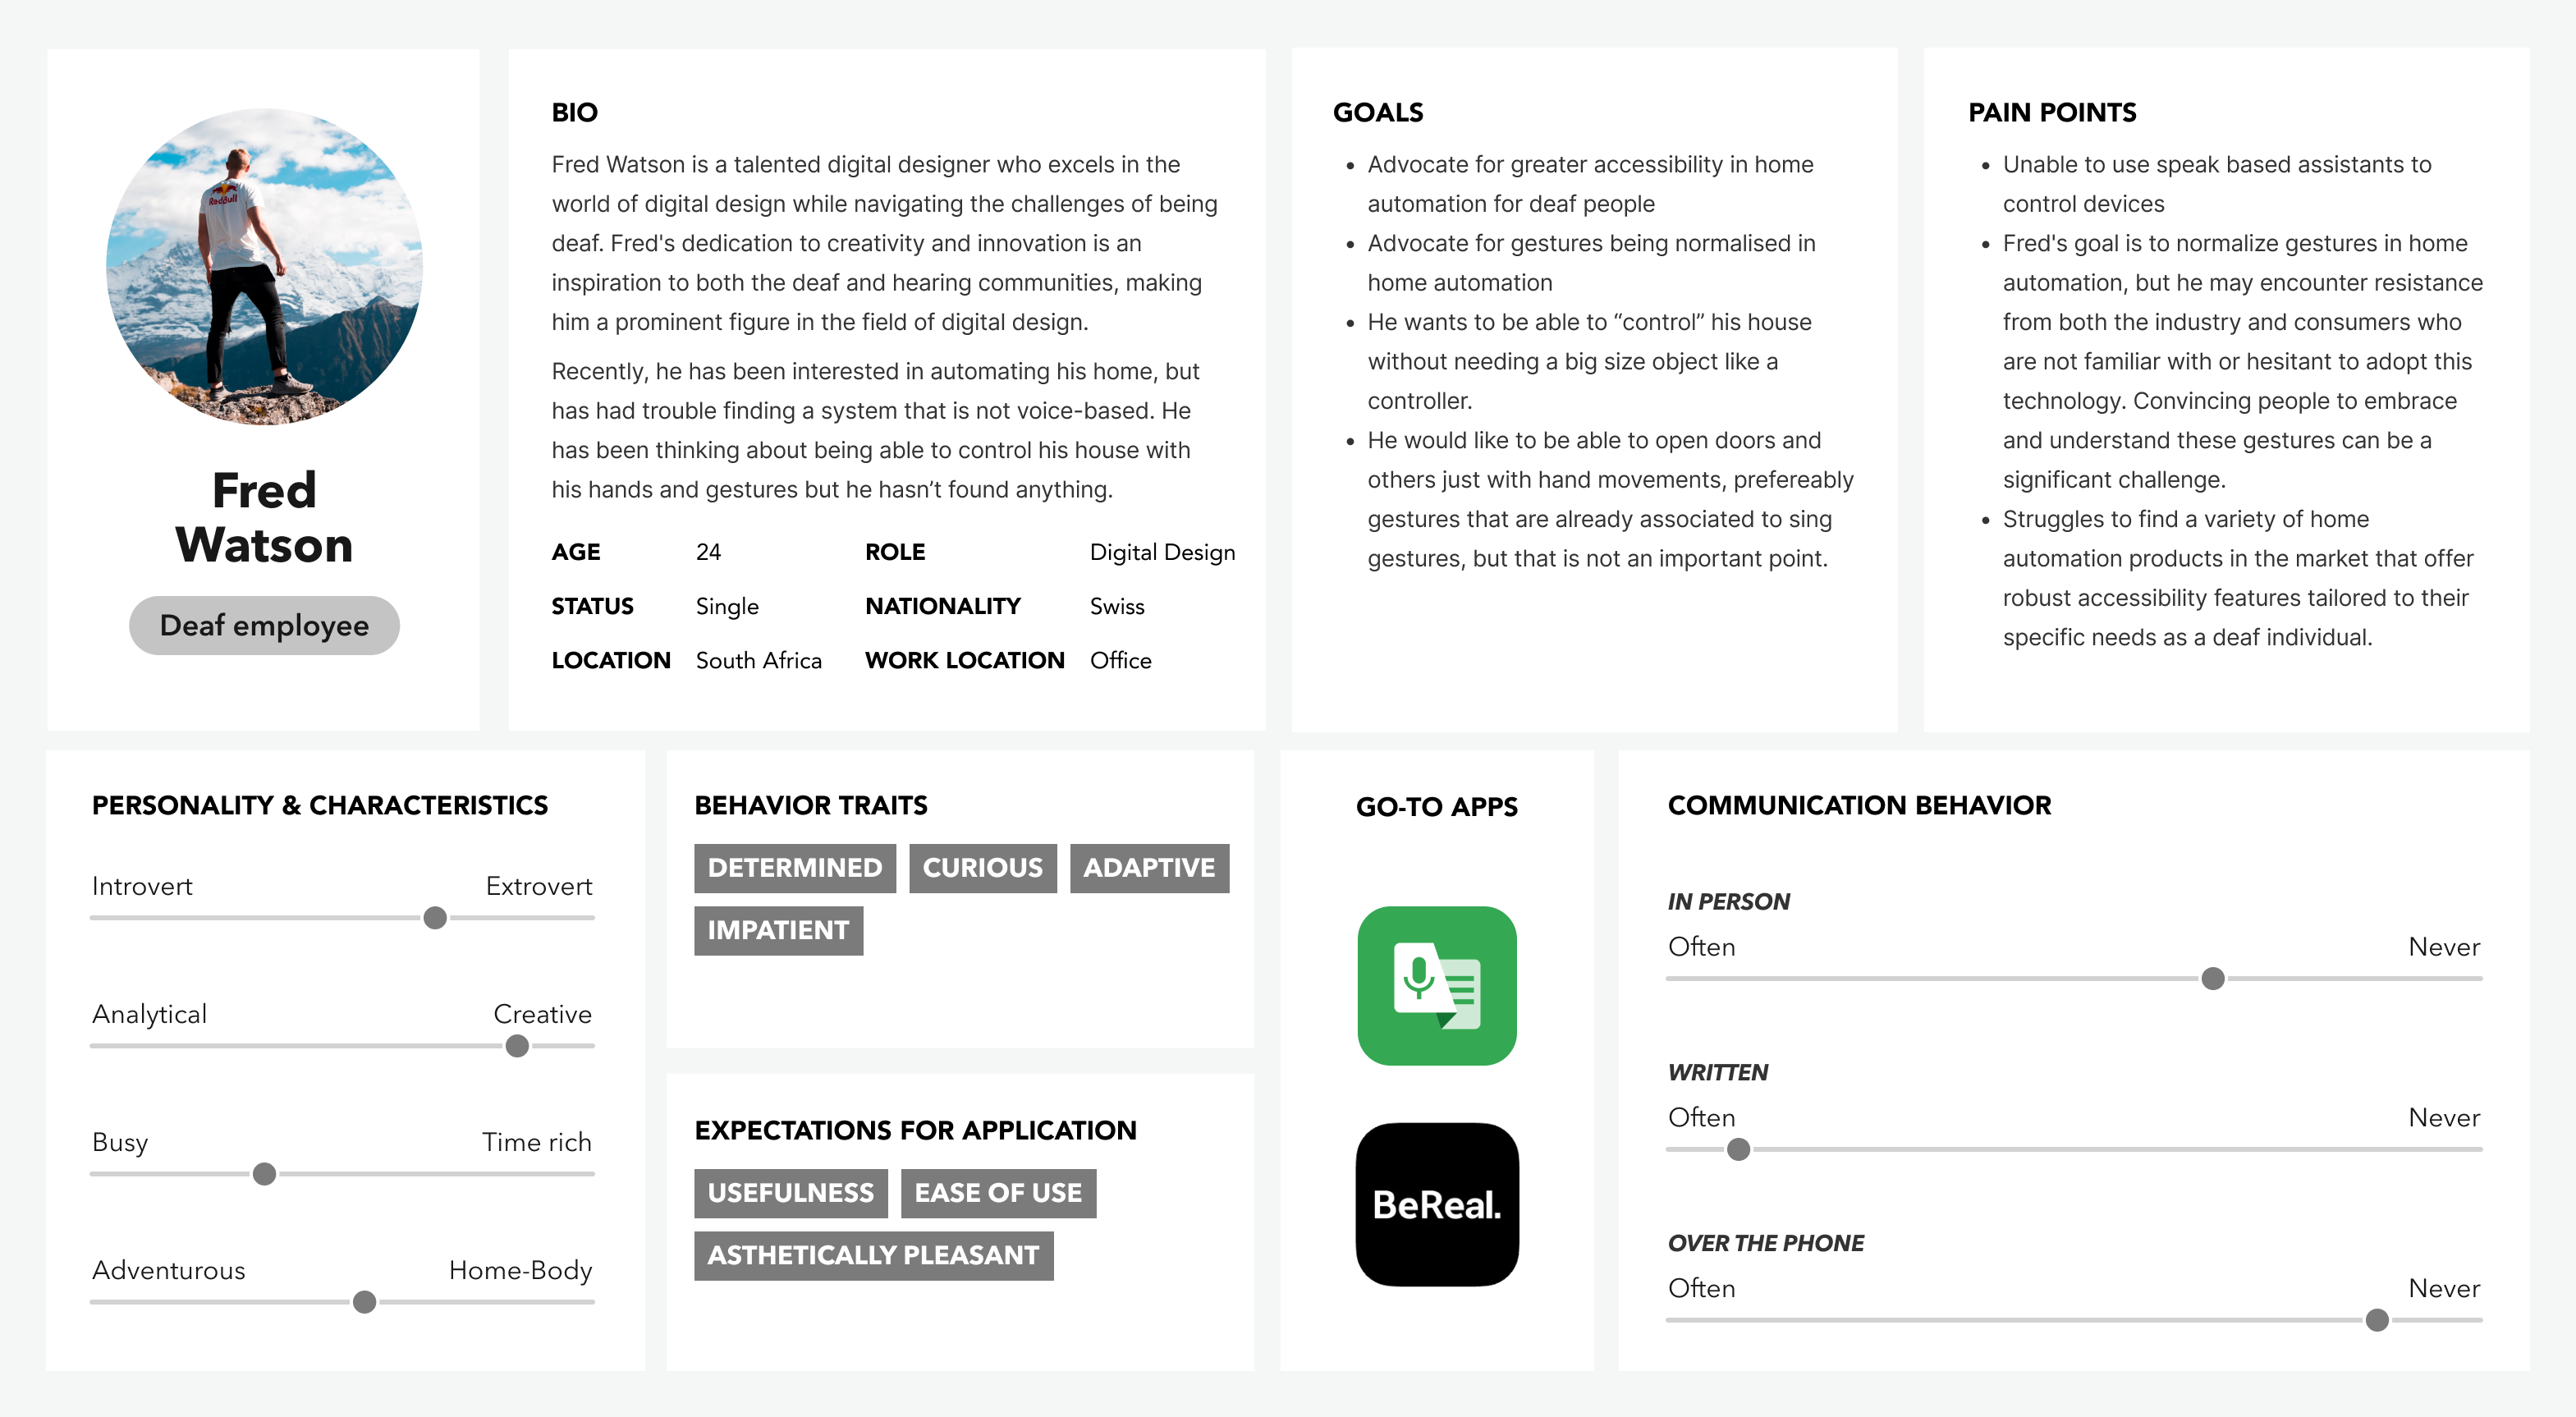 RedBull
Fred
Watson
Deaf employee
BIO
Fred Watson is a talented digital designer who excels in the
world of digital design while navigating the challenges of being
deaf. Fred's dedication to creativity and innovation is an
inspiration to both the deaf and hearing communities, making
him a prominent figure in the field of digital design.
Recently, he has been interested in automating his home, but
has had trouble finding a system that is not voice-based. He
has been thinking about being able to control his house with
his hands and gestures but he hasn’t found anything.
AGE 24 ROLE Digital Design
STATUS Single NATIONALITY Swiss
LOCATION South Africa WORK LOCATION Office
GOALS
• Advocate for greater accessibility in home
automation for deaf people
• Advocate for gestures being normalised in
home automation
• He wants to be able to “control” his house
without needing a big size object like a
controller.
• He would like to be able to open doors and
others just with hand movements, prefereably
gestures that are already associated to sing
gestures, but that is not an important point.
PAIN POINTS
• Unable to use speak based assistants to
control devices
• Fred's goal is to normalize gestures in home
automation, but he may encounter resistance
from both the industry and consumers who
are not familiar with or hesitant to adopt this
technology. Convincing people to embrace
and understand these gestures can be a
significant challenge.
• Struggles to find a variety of home
automation products in the market that offer
robust accessibility features tailored to their
specific needs as a deaf individual.
PERSONALITY & CHARACTERISTICS
Introvert Extrovert
Analytical Creative
Busy Time rich
Adventurous Home-Body
BEHAVIOR TRAITS
DETERMINED CURIOUS ADAPTIVE
IMPATIENT
EXPECTATIONS FOR APPLICATION
USEFULNESS EASE OF USE
ASTHETICALLY PLEASANT
GO-TO APPS
BeReal.
COMMUNICATION BEHAVIOR
IN PERSON
Often Never
WRITTEN
Often Never
OVER THE PHONE
Often Never